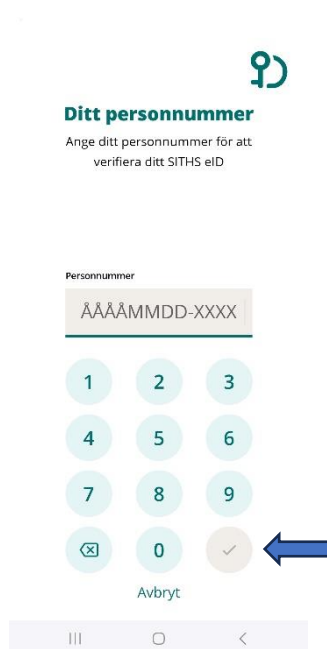 Ditt personnummer
Ange ditt personnummer för att
verifiera ditt SITHS eID
Personnummer
ÅÅÅÅMMDD-XXXX
1 2 3
4 5 6
7 8 9
0
Avbryt